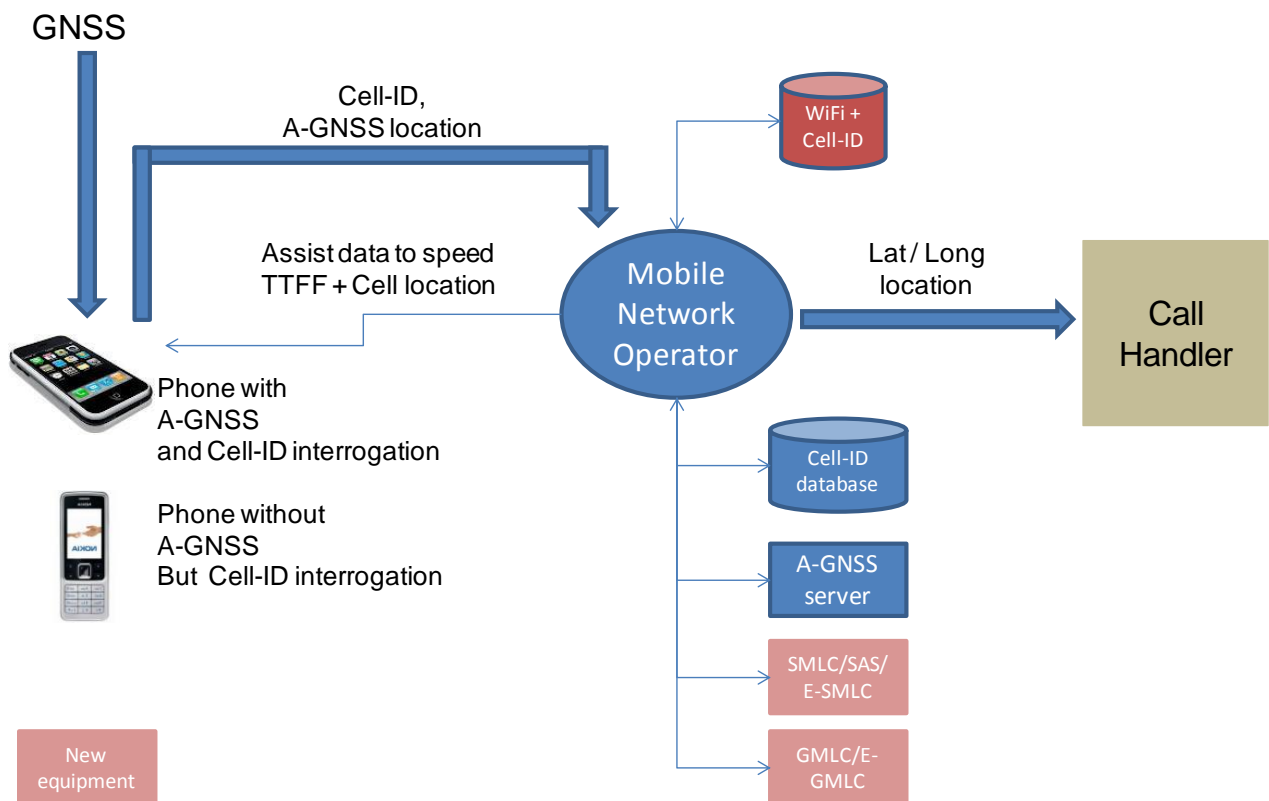 GNSS
Cell-ID,
A-GNSS location
WiFi +
Cell-ID
Assist data to speed
TTFF + Cell location
Mobile
Network
Operator
Lat / Long
location
Call
Handler
Phone with
A-GNSS
and Cell-ID interrogation
Cell-ID
database
Phone without
A-GNSS
But Cell-ID interrogation
NOKIA
A-GNSS
server
SMLC/SAS/
E-SMLC
New
equipment
GMLC/E-
GMLC